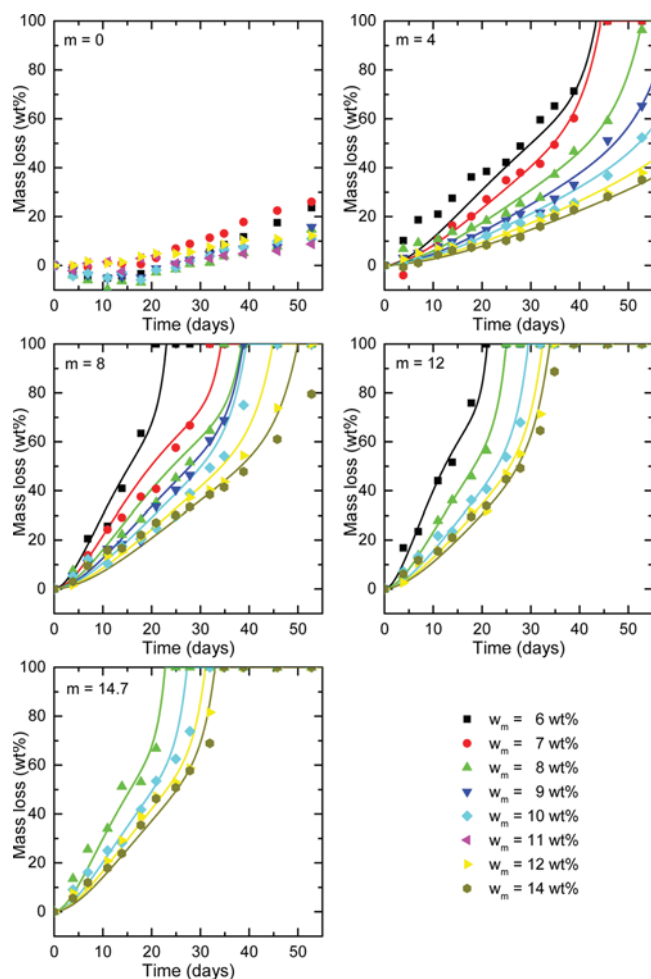 m = 0
100
80
60
40
20
0
Mass loss (wt%)
0 10 20 30 40 50
Time (days)
m = 4
100
80
60
40
20
0
Mass loss (wt%)
0 10 20 30 40 50
Time (days)
m = 8
100
80
60
40
20
0
Mass loss (wt%)
0 10 20 30 40 50
Time (days)
m = 12
100
80
60
40
20
0
Mass loss (wt%)
0 10 20 30 40 50
Time (days)
m = 14.7
100
80
60
40
20
0
Mass loss (wt%)
0 10 20 30 40 50
Time (days)
wm = 6 wt%
wm = 7 wt%
wm = 8 wt%
wm = 9 wt%
wm = 10 wt%
wm = 11 wt%
wm = 12 wt%
wm = 14 wt%